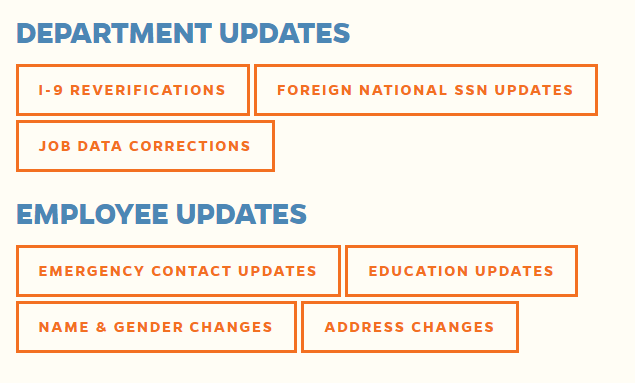 DEPARTMENT UPDATES
I-9 REVERIFICATIONS
FOREIGN NATIONAL SSN UPDATES
JOB DATA CORRECTIONS
EMPLOYEE UPDATES
EMERGENCY CONTACT UPDATES
EDUCATION UPDATES
NAME & GENDER CHANGES
ADDRESS CHANGES